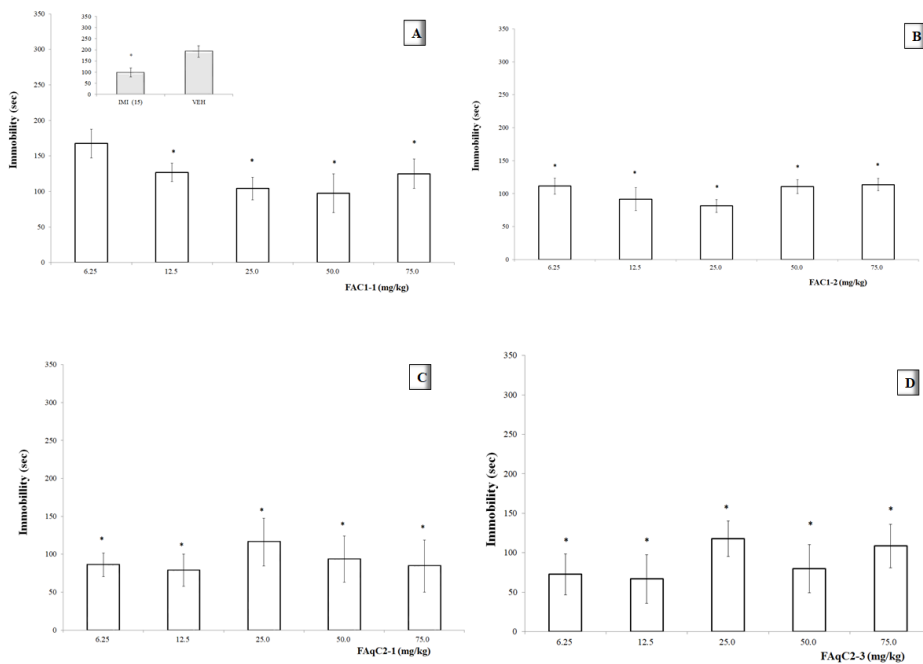 A
350
300
250
200
150
100
50
0
Immobility (sec)
350
300
250
200
150
100
50
0
*
IMI (15)
VEH
* * * *
6.25 12.5 25.0 50.0 75.0
FAC1-1 (mg/kg)
B
350
300
250
200
150
100
50
0
Immobility (sec)
* * * * *
6.25 12.5 25.0 50.0 75.0
FAC1-2 (mg/kg)
C
350
300
250
200
150
100
50
0
Immobillity (sec)
* * * * *
6.25 12.5 25.0 50.0 75.0
FAqC2-1 (mg/kg)
D
350
300
250
200
150
100
50
0
Immobility (sec)
* * * * *
6.25 12.5 25.0 50.0 75.0
FAqC2-3 (mg/kg)